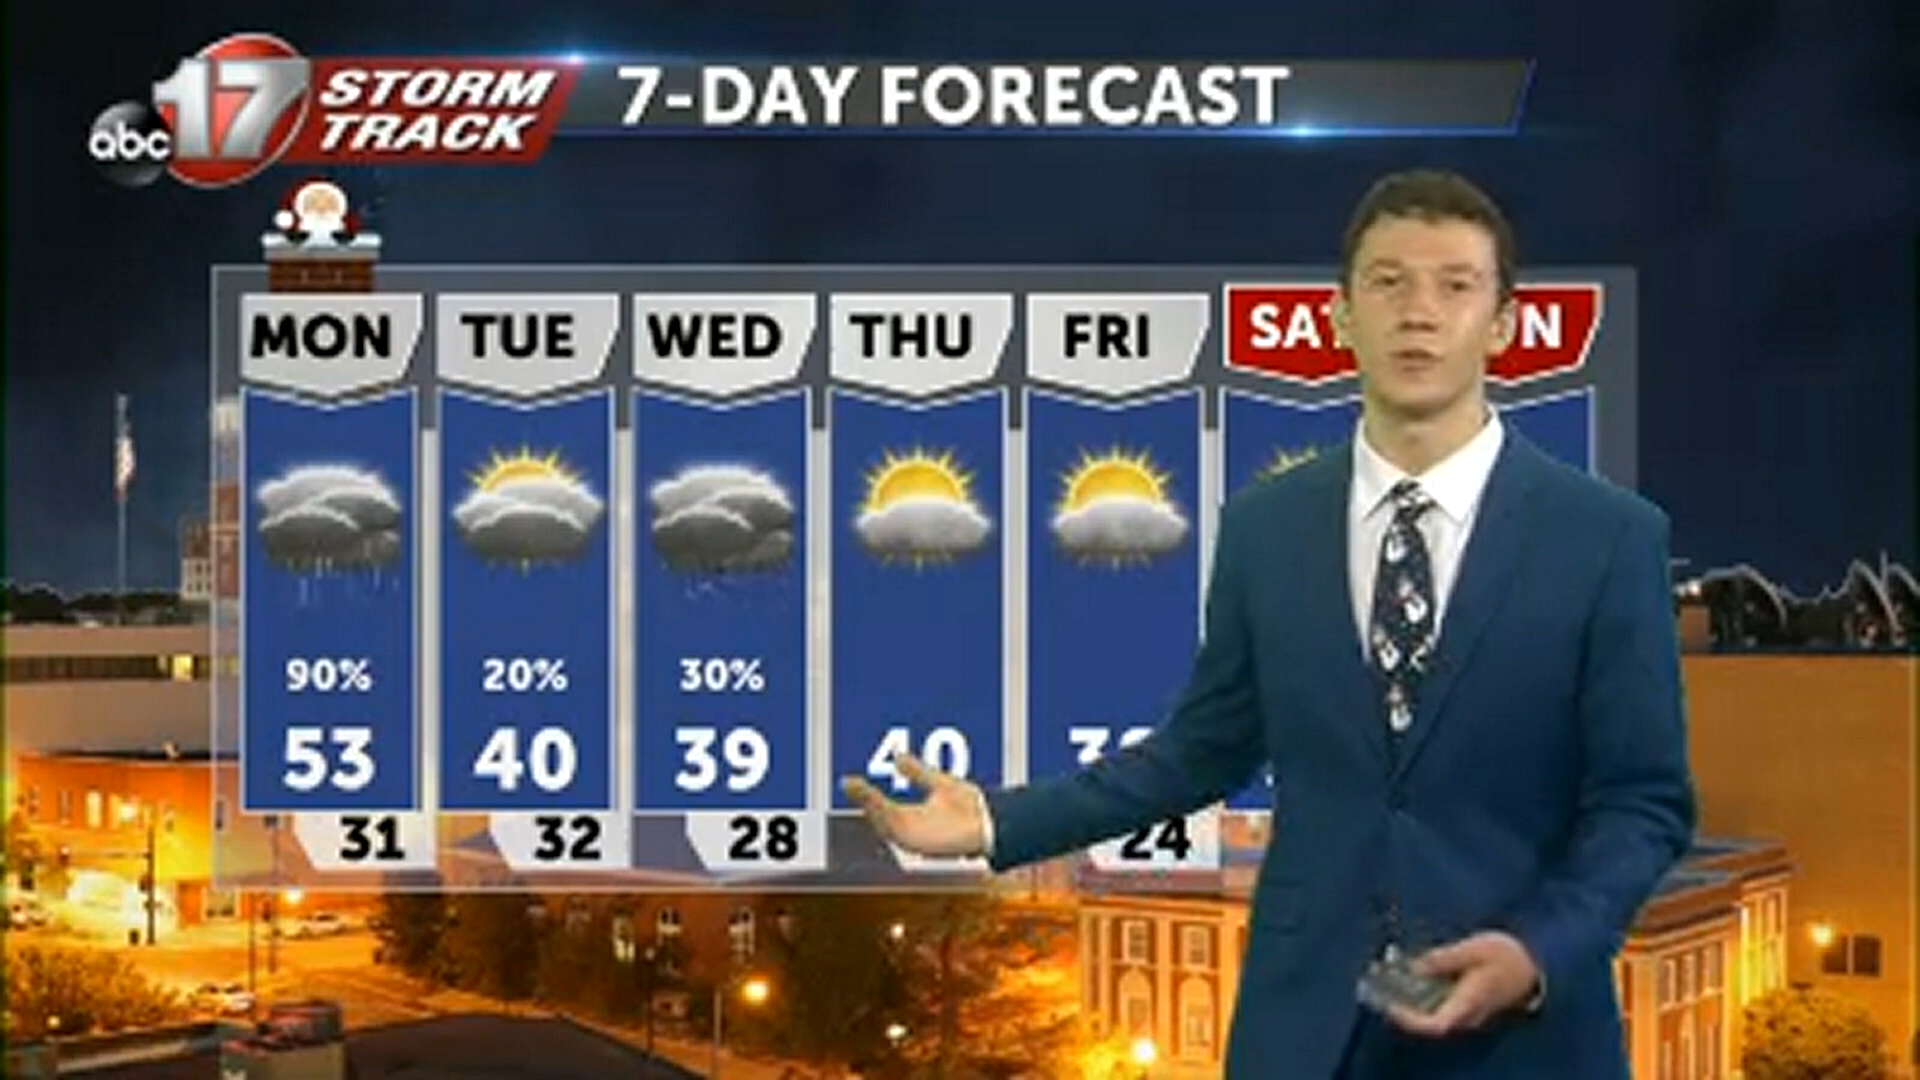 abc 17 STORM TRACK
7-DAY FORECAST
MON TUE WED THU FRI
90% 20% 30%
53 40 39 40
31 32 28 24